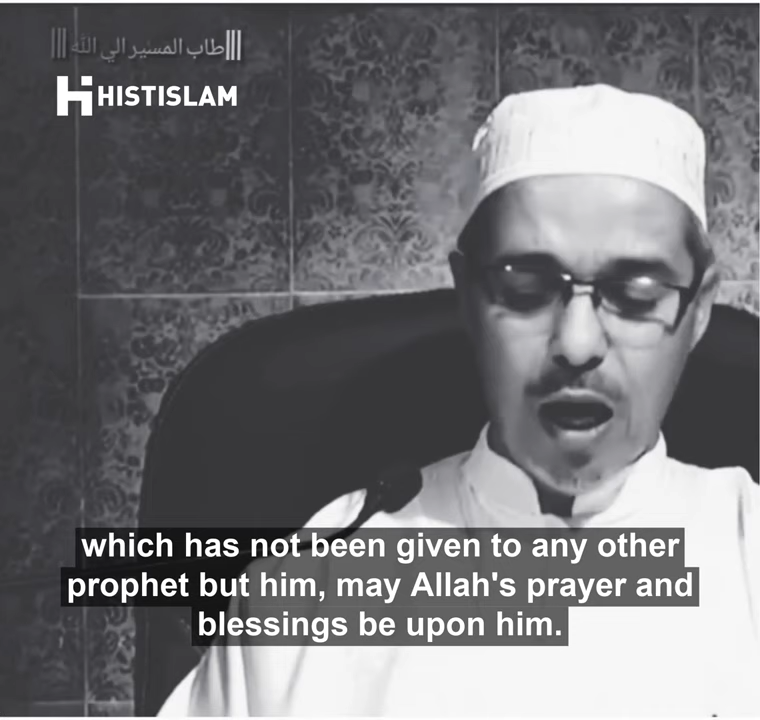 |||طاب المسير الي الله|||
HISTISLAM
which has not been given to any other
prophet but him, may Allah's prayer and
blessings be upon him.